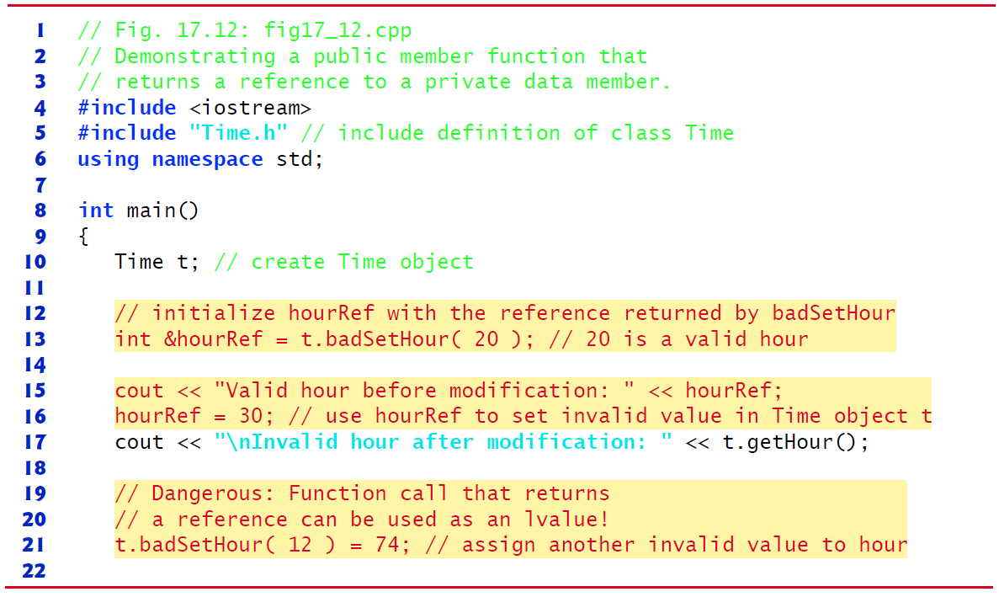 1 // Fig. 17.12: fig17_12.cpp
2 // Demonstrating a public member function that
3 // returns a reference to a private data member.
4 #include <iostream>
5 #include "Time.h" // include definition of class Time
6 using namespace std;
7
8 int main()
9 {
10 Time t; // create Time object
11
12 // initialize hourRef with the reference returned by badSetHour
13 int &hourRef = t.badSetHour( 20 ); // 20 is a valid hour
14
15 cout << "Valid hour before modification: " << hourRef;
16 hourRef = 30; // use hourRef to set invalid value in Time object t
17 cout << "\nInvalid hour after modification: " << t.getHour();
18
19 // Dangerous: Function call that returns
20 // a reference can be used as an lvalue!
21 t.badSetHour( 12 ) = 74; // assign another invalid value to hour
22